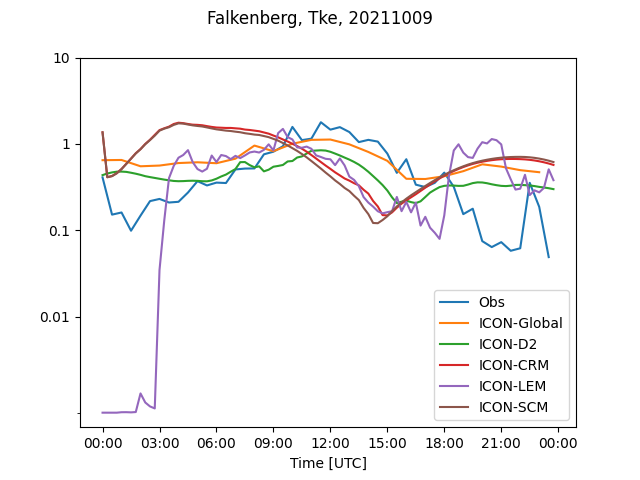 Falkenberg, Tke, 20211009
10
1
0.1
0.01
Obs
ICON-Global
ICON-D2
ICON-CRM
ICON-LEM
ICON-SCM
00:00 03:00 06:00 09:00 12:00 15:00 18:00 21:00 00:00
Time [UTC]